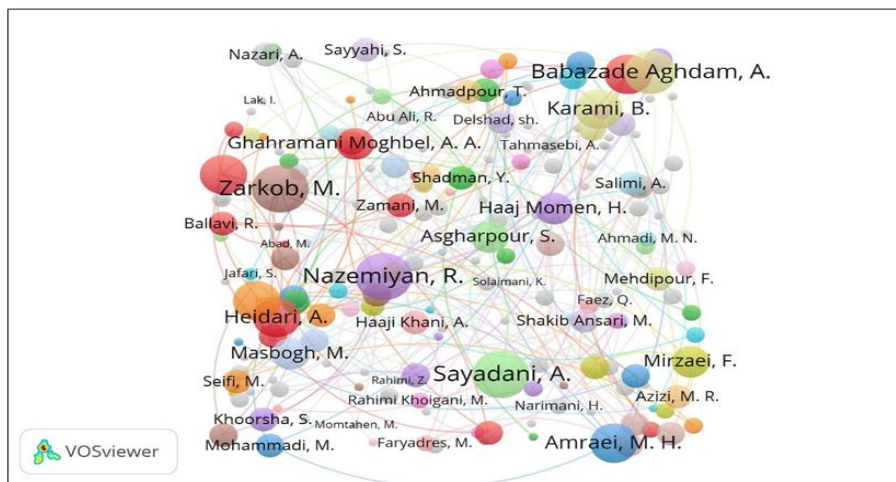 Nazari, A.
Sayyahi, S.
Babazade Aghdam, A.
Lak, I.
Ahmadpour, T.
Karami, B.
Abu Ali, R.
Delshad, sh.
Ghahramani Moghbel, A. A.
Tahmasebi, A.
Zarkob, M.
Shadman, Y.
Salimi, A.
Zamani, M.
Haaj Momen, H.
Ballavi, R.
Asgharpour, S.
Ahmadi, M. N.
Abad, M.
Jafari, S.
Nazemiyan, R.
Solaimani, K.
Mehdipour, F.
Faez, Q.
Heidari, A.
Haaji Khani, A.
Shakib Ansari, M.
Masbogh, M.
Mirzaei, F.
Seifi, M.
Rahimi, Z.
Sayadani, A.
Rahimi Khoigani, M.
Narimani, H.
Azizi, M. R.
Khoorsha, S.
Momtahen, M.
Mohammadi, M.
Faryadres, M.
Amraei, M. H.
VOSviewer